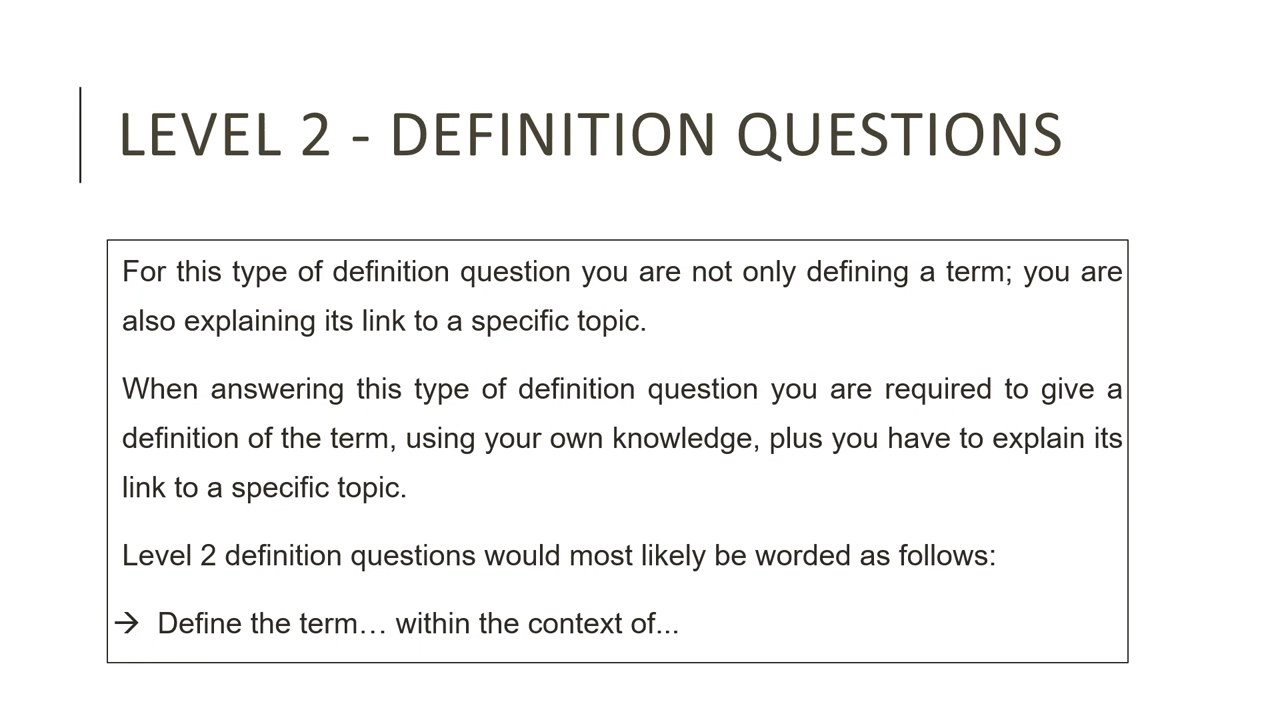 LEVEL 2 - DEFINITION QUESTIONS
For this type of definition question you are not only defining a term; you are
also explaining its link to a specific topic.
When answering this type of definition question you are required to give a
definition of the term, using your own knowledge, plus you have to explain its
link to a specific topic.
Level 2 definition questions would most likely be worded as follows:
→ Define the term… within the context of...